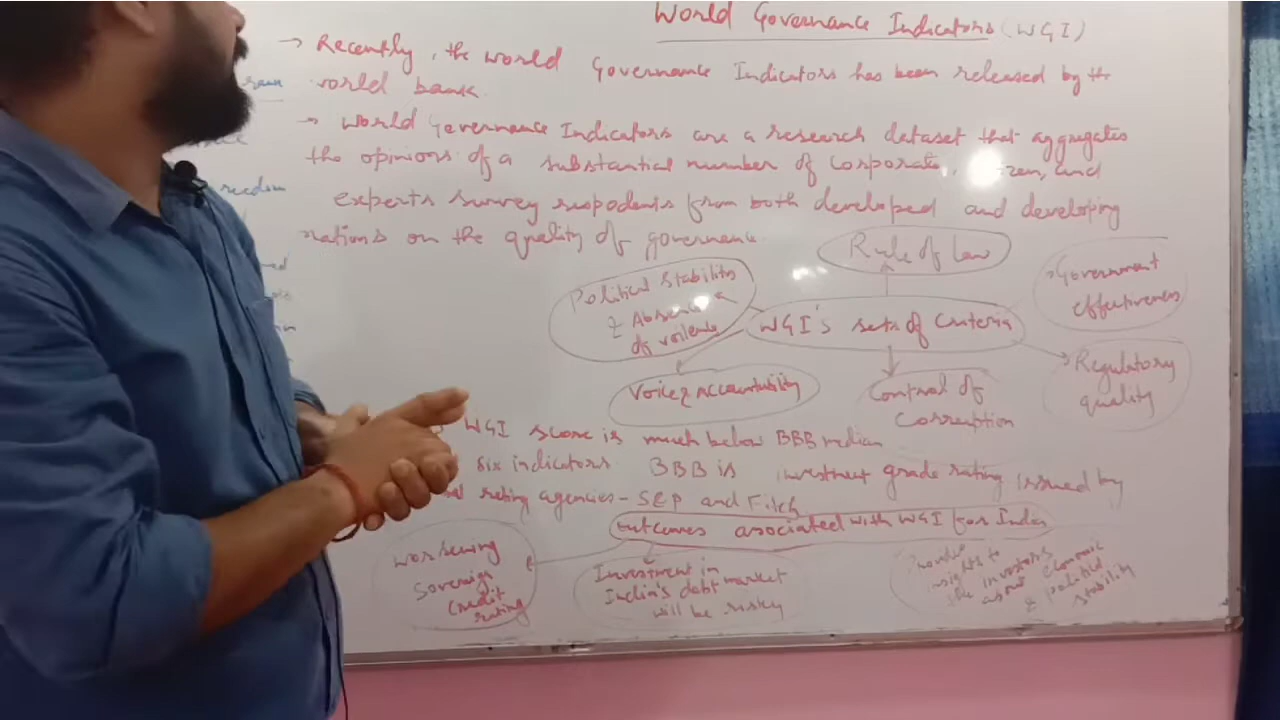 World Governance Indicators (WGI)
→ Recently, the world Governance Indicators has been released by the
world bank.
→ World Governance Indicators are a research dataset that aggregates
the opinions of a substantial number of corporate, and
experts survey respodents from both developed and developing
nations on the quality of governance.
Rule of Law
Political Stability
& Absence
of voilence
WGI's sets of Criteria
Government
effectiveness
Voice & accountability
Control of
Corruption
Regulatory
quality
WGI score is much below BBB median
six indicators. BBB is investment grade rating issued by
rating agencies - S&P and Fitch
outcomes asociated with WGI for India
worsening
Sovereign
Credit
rating
Investment in
India's debt market
will be risky
insights to
investors
about economic
& political
stability